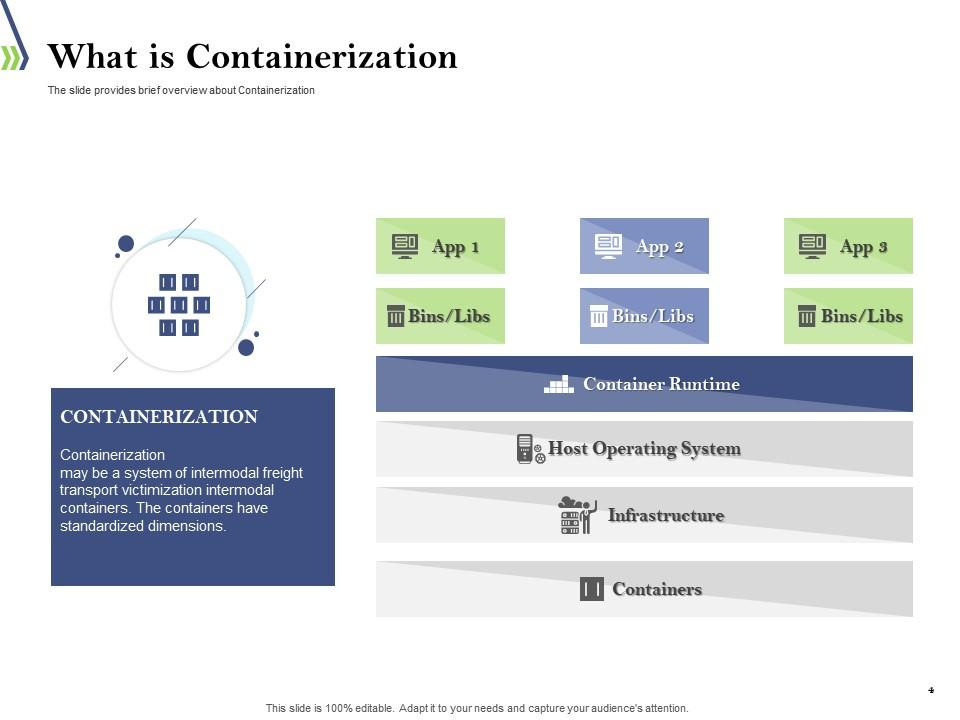 What is Containerization
The slide provides brief overview about Containerization
CONTAINERIZATION
Containerization
may be a system of intermodal freight
transport victimization intermodal
containers. The containers have
standardized dimensions.
App 1
App 2
App 3
Bins/Libs
Bins/Libs
Bins/Libs
Container Runtime
Host Operating System
Infrastructure
Containers
4
This slide is 100% editable. Adapt it to your needs and capture your audience's attention.